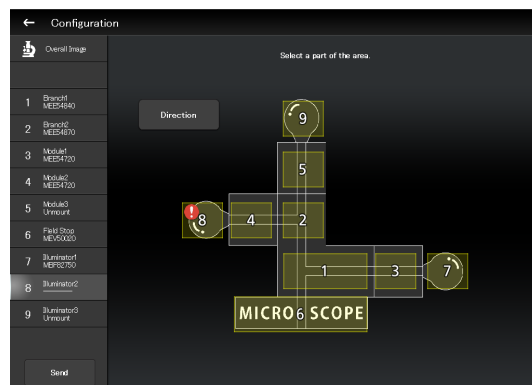 Configuration
Overall Image
Select a part of the area.
1 Branch1
MEE54840
2 Branch2
MEE54870
3 Module1
MEE54720
4 Module2
MEE54720
5 Module3
Unmount
6 Field Stop
MEV50020
7 Illuminator1
MBF82750
8 Illuminator2
9 Illuminator3
Unmount
Send
Direction
9
5
8 4 2
1 3 7
MICRO 6 SCOPE